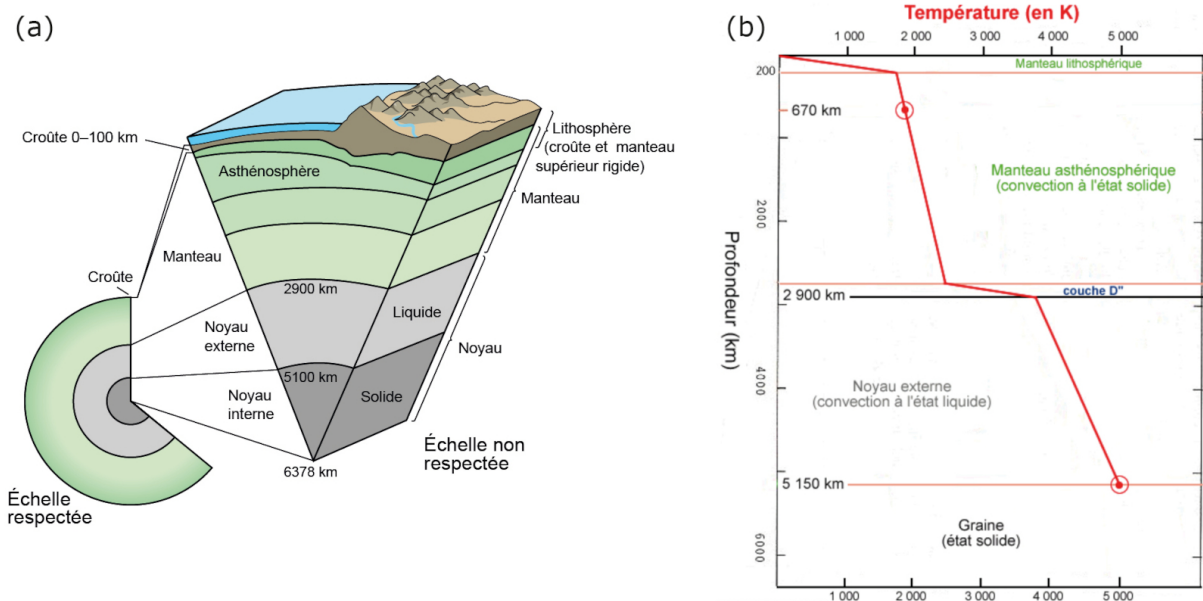 (a)
Croûte 0–100 km
Asthénosphère
Lithosphère
(croûte et manteau
supérieur rigide)
Manteau
Manteau
Croûte
2900 km
Liquide
Noyau
externe
Noyau
5100 km
Noyau
interne
Solide
6378 km
Échelle non
respectée
Échelle
respectée
(b)
Température (en K)
1 000 2 000 3 000 4 000 5 000
200
Manteau lithosphérique
670 km
Manteau asthénosphérique
(convection à l'état solide)
2000
Profondeur (km)
2 900 km
couche D"
Noyau externe
(convection à l'état liquide)
4000
5 150 km
Graine
(état solide)
6000
1 000 2 000 3 000 4 000 5 000